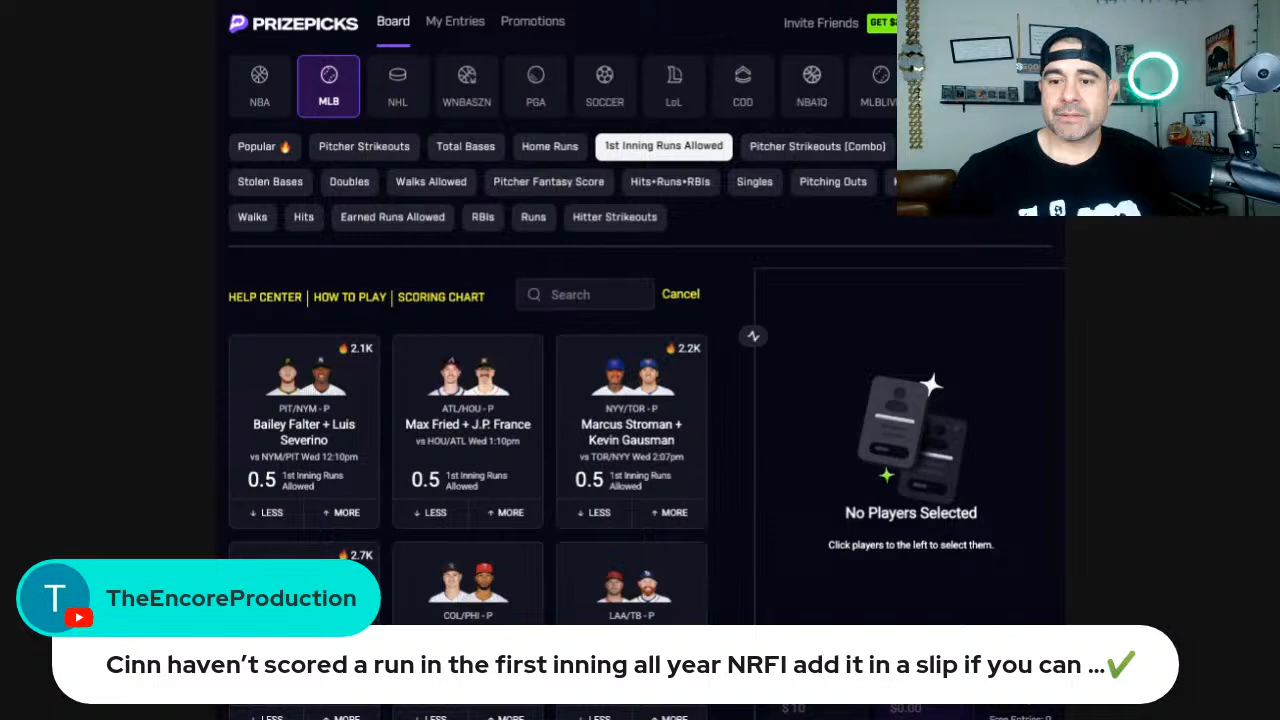 PRIZEPICKS
Board
My Entries
Promotions
Invite Friends
NBA
MLB
NHL
WNBASZN
PGA
SOCCER
LoL
COD
NBA1Q
Popular 🔥
Pitcher Strikeouts
Total Bases
Home Runs
1st Inning Runs Allowed
Pitcher Strikeouts (Combo)
Stolen Bases
Doubles
Walks Allowed
Pitcher Fantasy Score
Hits+Runs+RBIs
Singles
Pitching Outs
Walks
Hits
Earned Runs Allowed
RBIs
Runs
Hitter Strikeouts
HELP CENTER | HOW TO PLAY | SCORING CHART
Search
Cancel
🔥 2.1K
PIT/NYM - P
Bailey Falter + Luis
Severino
vs NYM/PIT Wed 12:10pm
0.5
1st Inning Runs
Allowed
↓ LESS
↑ MORE
ATL/HOU - P
Max Fried + J.P. France
vs HOU/ATL Wed 1:10pm
0.5
1st Inning Runs
Allowed
↓ LESS
↑ MORE
🔥 2.2K
NYY/TOR - P
Marcus Stroman +
Kevin Gausman
vs TOR/NYY Wed 2:07pm
0.5
1st Inning Runs
Allowed
↓ LESS
↑ MORE
🔥 2.7K
COL/PHI - P
LAA/TB - P
No Players Selected
Click players to the left to select them.
T
TheEncoreProduction
Cinn haven't scored a run in the first inning all year NRFI add it in a slip if you can ...✓
$0.00